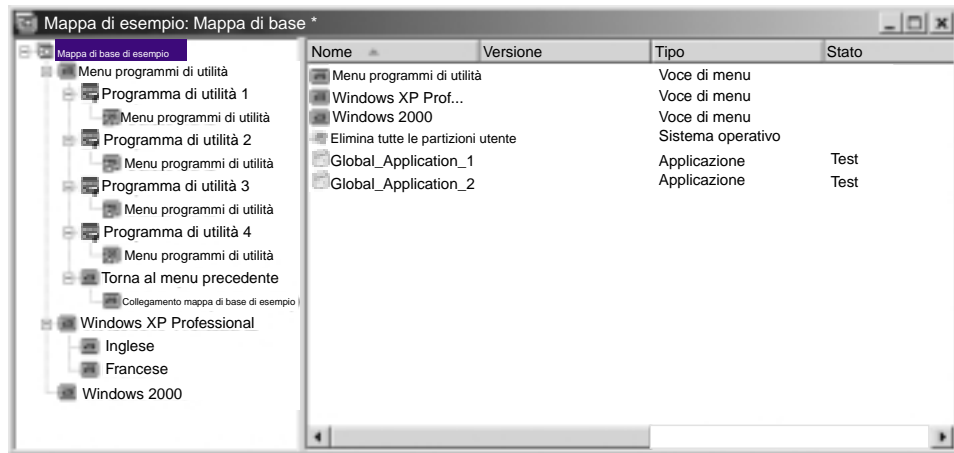 Mappa di esempio: Mappa di base *
Mappa di base di esempio
Menu programmi di utilità
Programma di utilità 1
Menu programmi di utilità
Programma di utilità 2
Menu programmi di utilità
Programma di utilità 3
Menu programmi di utilità
Programma di utilità 4
Menu programmi di utilità
Torna al menu precedente
Collegamento mappa di base di esempio
Windows XP Professional
Inglese
Francese
Windows 2000
Nome Versione Tipo Stato
Menu programmi di utilità Voce di menu
Windows XP Prof... Voce di menu
Windows 2000 Voce di menu
Elimina tutte le partizioni utente Sistema operativo
Global_Application_1 Applicazione Test
Global_Application_2 Applicazione Test